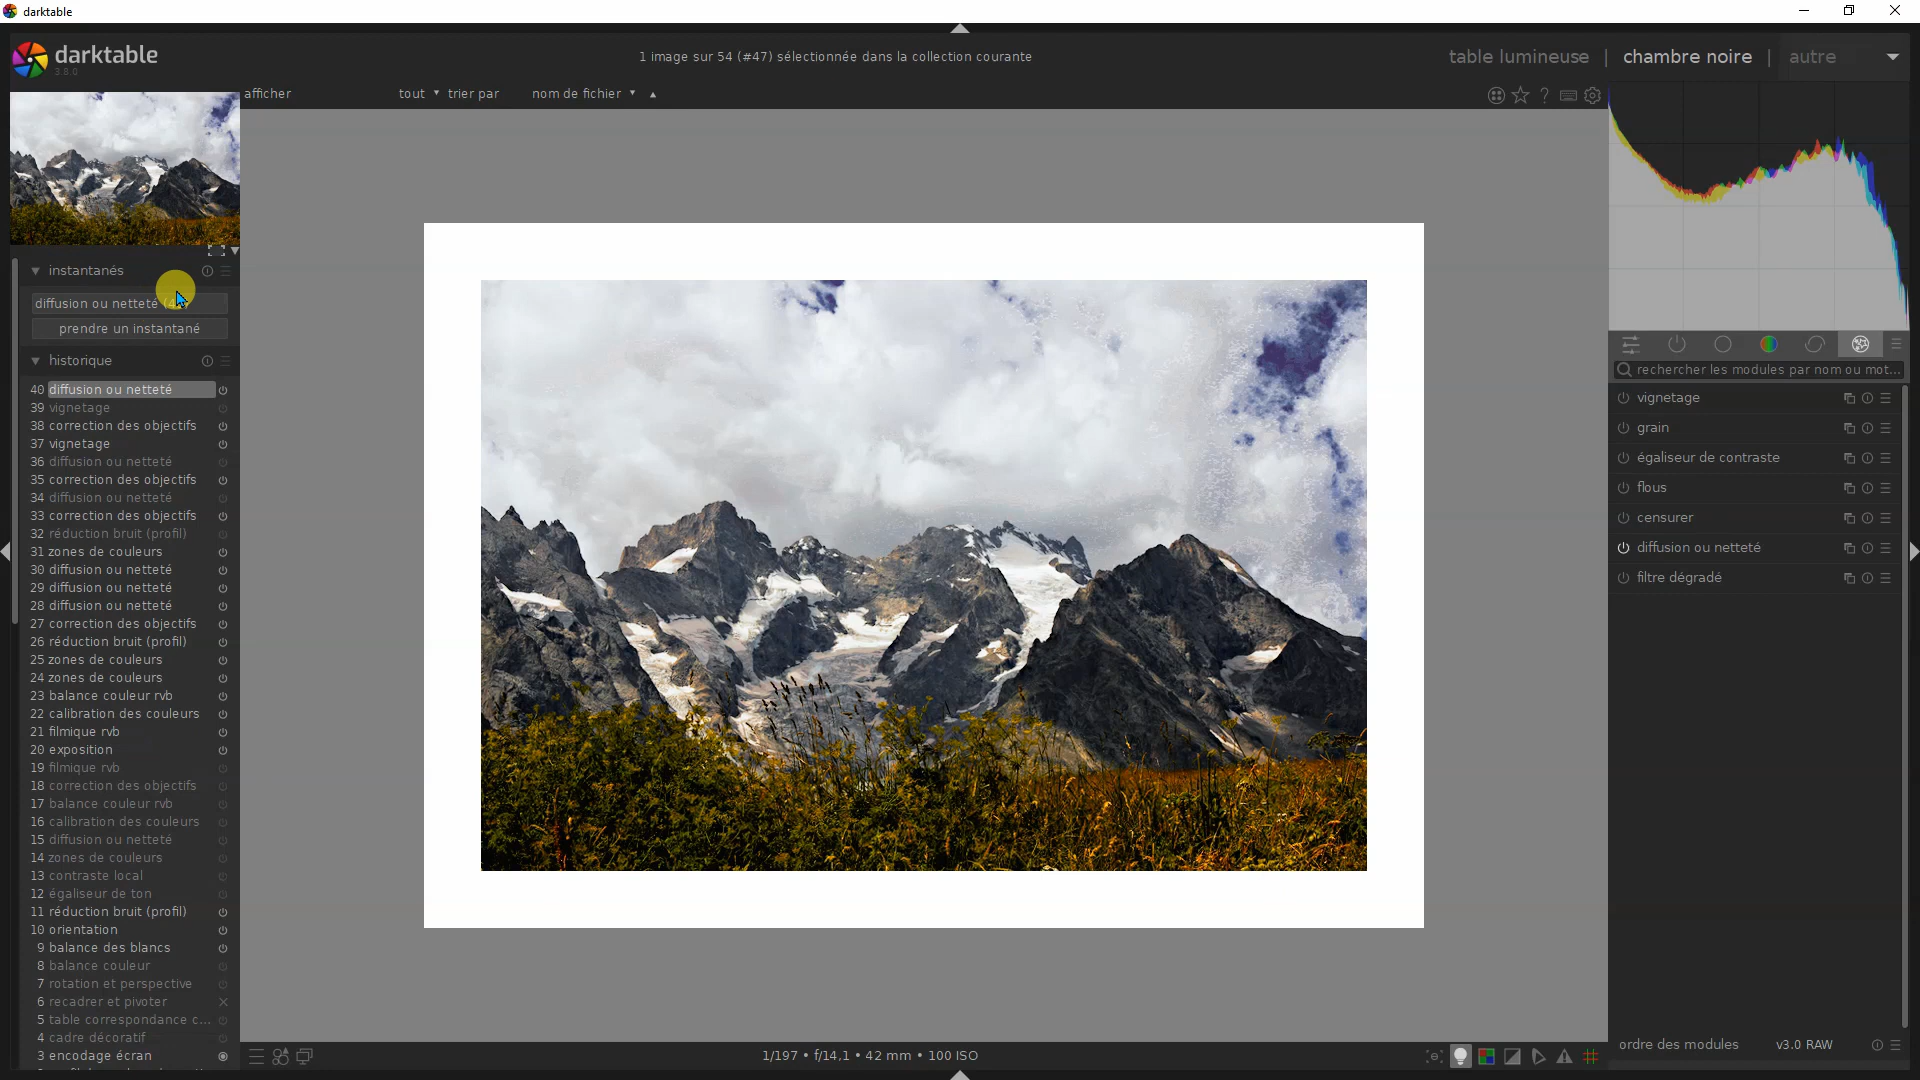 darktable
darktable
3.8.0
1 image sur 54 (#47) sélectionnée dans la collection courante
table lumineuse | chambre noire | autre
afficher tout trier par nom de fichier
instantanés
diffusion ou netteté
prendre un instantané
historique
40 diffusion ou netteté
39 vignetage
38 correction des objectifs
37 vignetage
36 diffusion ou netteté
35 correction des objectifs
34 diffusion ou netteté
33 correction des objectifs
32 réduction bruit (profil)
31 zones de couleurs
30 diffusion ou netteté
29 diffusion ou netteté
28 diffusion ou netteté
27 correction des objectifs
26 réduction bruit (profil)
25 zones de couleurs
24 zones de couleurs
23 balance couleur rvb
22 calibration des couleurs
21 filmique rvb
20 exposition
19 filmique rvb
18 correction des objectifs
17 balance couleur rvb
16 calibration des couleurs
15 diffusion ou netteté
14 zones de couleurs
13 contraste local
12 égaliseur de ton
11 réduction bruit (profil)
10 orientation
9 balance des blancs
8 balance couleur
7 rotation et perspective
6 recadrer et pivoter
5 table correspondance c...
4 cadre décoratif
3 encodage écran
1/197 • f/14,1 • 42 mm • 100 ISO
rechercher les modules par nom ou mot...
vignetage
grain
égaliseur de contraste
flous
censurer
diffusion ou netteté
filtre dégradé
ordre des modules v3.0 RAW